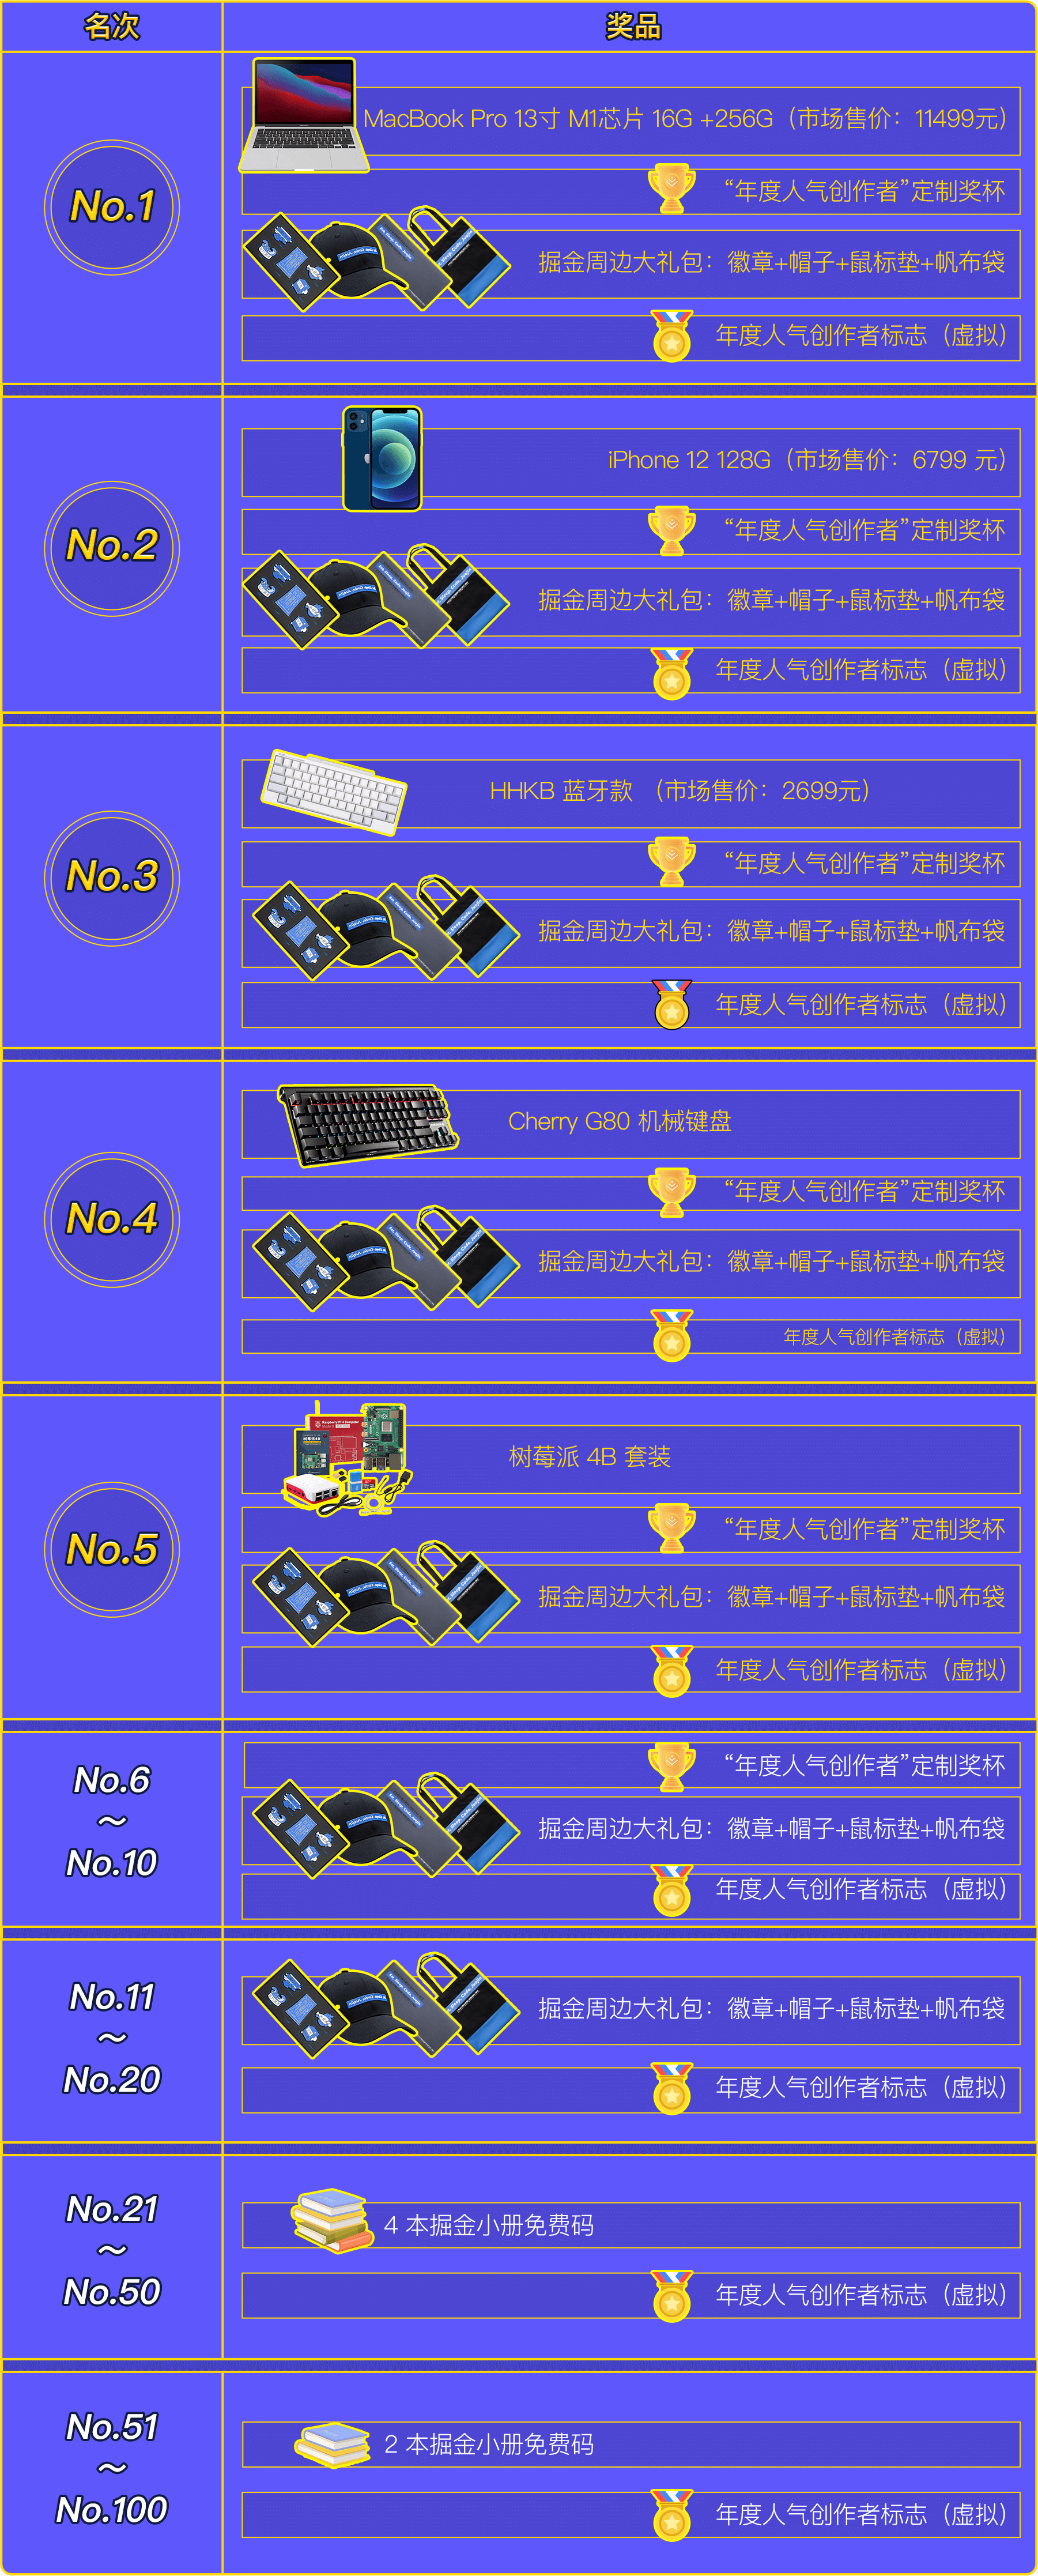 名次
奖品
No.1
MacBook Pro 13寸 M1芯片 16G +256G（市场售价：11499元）
“年度人气创作者”定制奖杯
掘金周边大礼包：徽章+帽子+鼠标垫+帆布袋
年度人气创作者标志（虚拟）
No.2
iPhone 12 128G（市场售价：6799 元）
“年度人气创作者”定制奖杯
掘金周边大礼包：徽章+帽子+鼠标垫+帆布袋
年度人气创作者标志（虚拟）
No.3
HHKB 蓝牙款 （市场售价：2699元）
“年度人气创作者”定制奖杯
掘金周边大礼包：徽章+帽子+鼠标垫+帆布袋
年度人气创作者标志（虚拟）
No.4
Cherry G80 机械键盘
“年度人气创作者”定制奖杯
掘金周边大礼包：徽章+帽子+鼠标垫+帆布袋
年度人气创作者标志（虚拟）
No.5
树莓派 4B 套装
“年度人气创作者”定制奖杯
掘金周边大礼包：徽章+帽子+鼠标垫+帆布袋
年度人气创作者标志（虚拟）
No.6
～
No.10
“年度人气创作者”定制奖杯
掘金周边大礼包：徽章+帽子+鼠标垫+帆布袋
年度人气创作者标志（虚拟）
No.11
～
No.20
掘金周边大礼包：徽章+帽子+鼠标垫+帆布袋
年度人气创作者标志（虚拟）
No.21
～
No.50
4 本掘金小册免费码
年度人气创作者标志（虚拟）
No.51
～
No.100
2 本掘金小册免费码
年度人气创作者标志（虚拟）